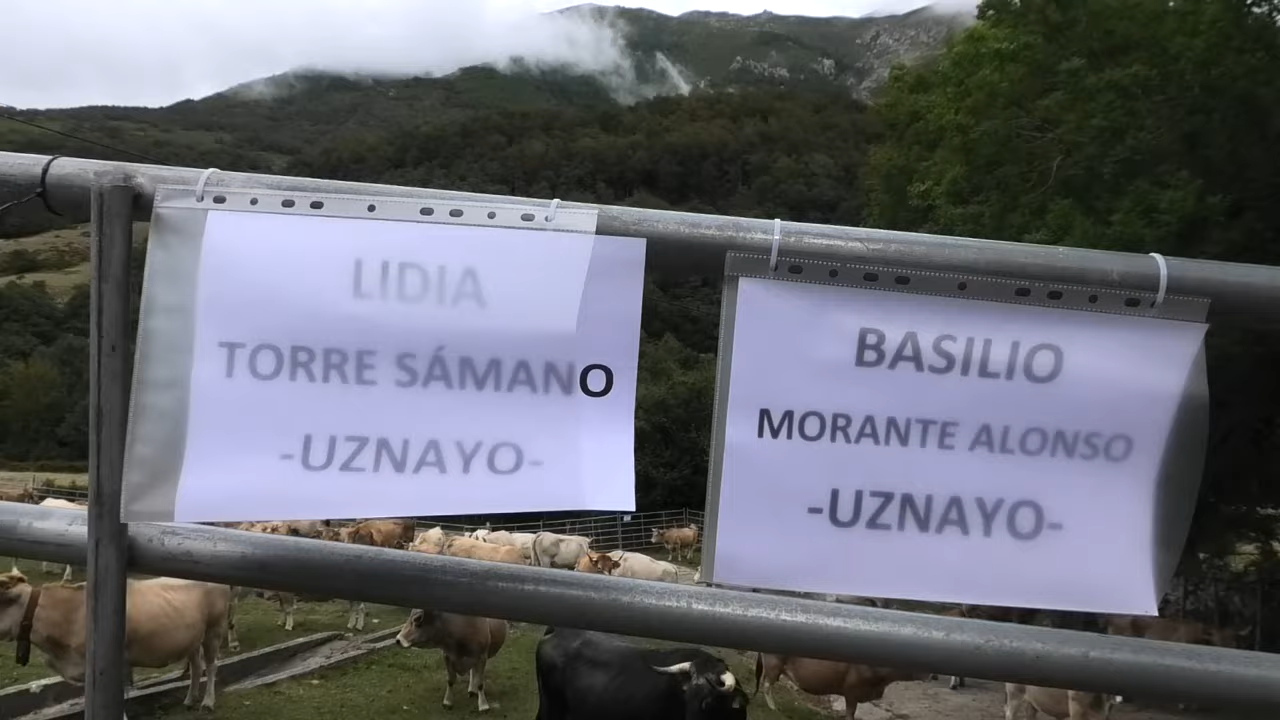 LIDIA
TORRE SÁMANO
-UZNAYO-
BASILIO
MORANTE ALONSO
-UZNAYO-